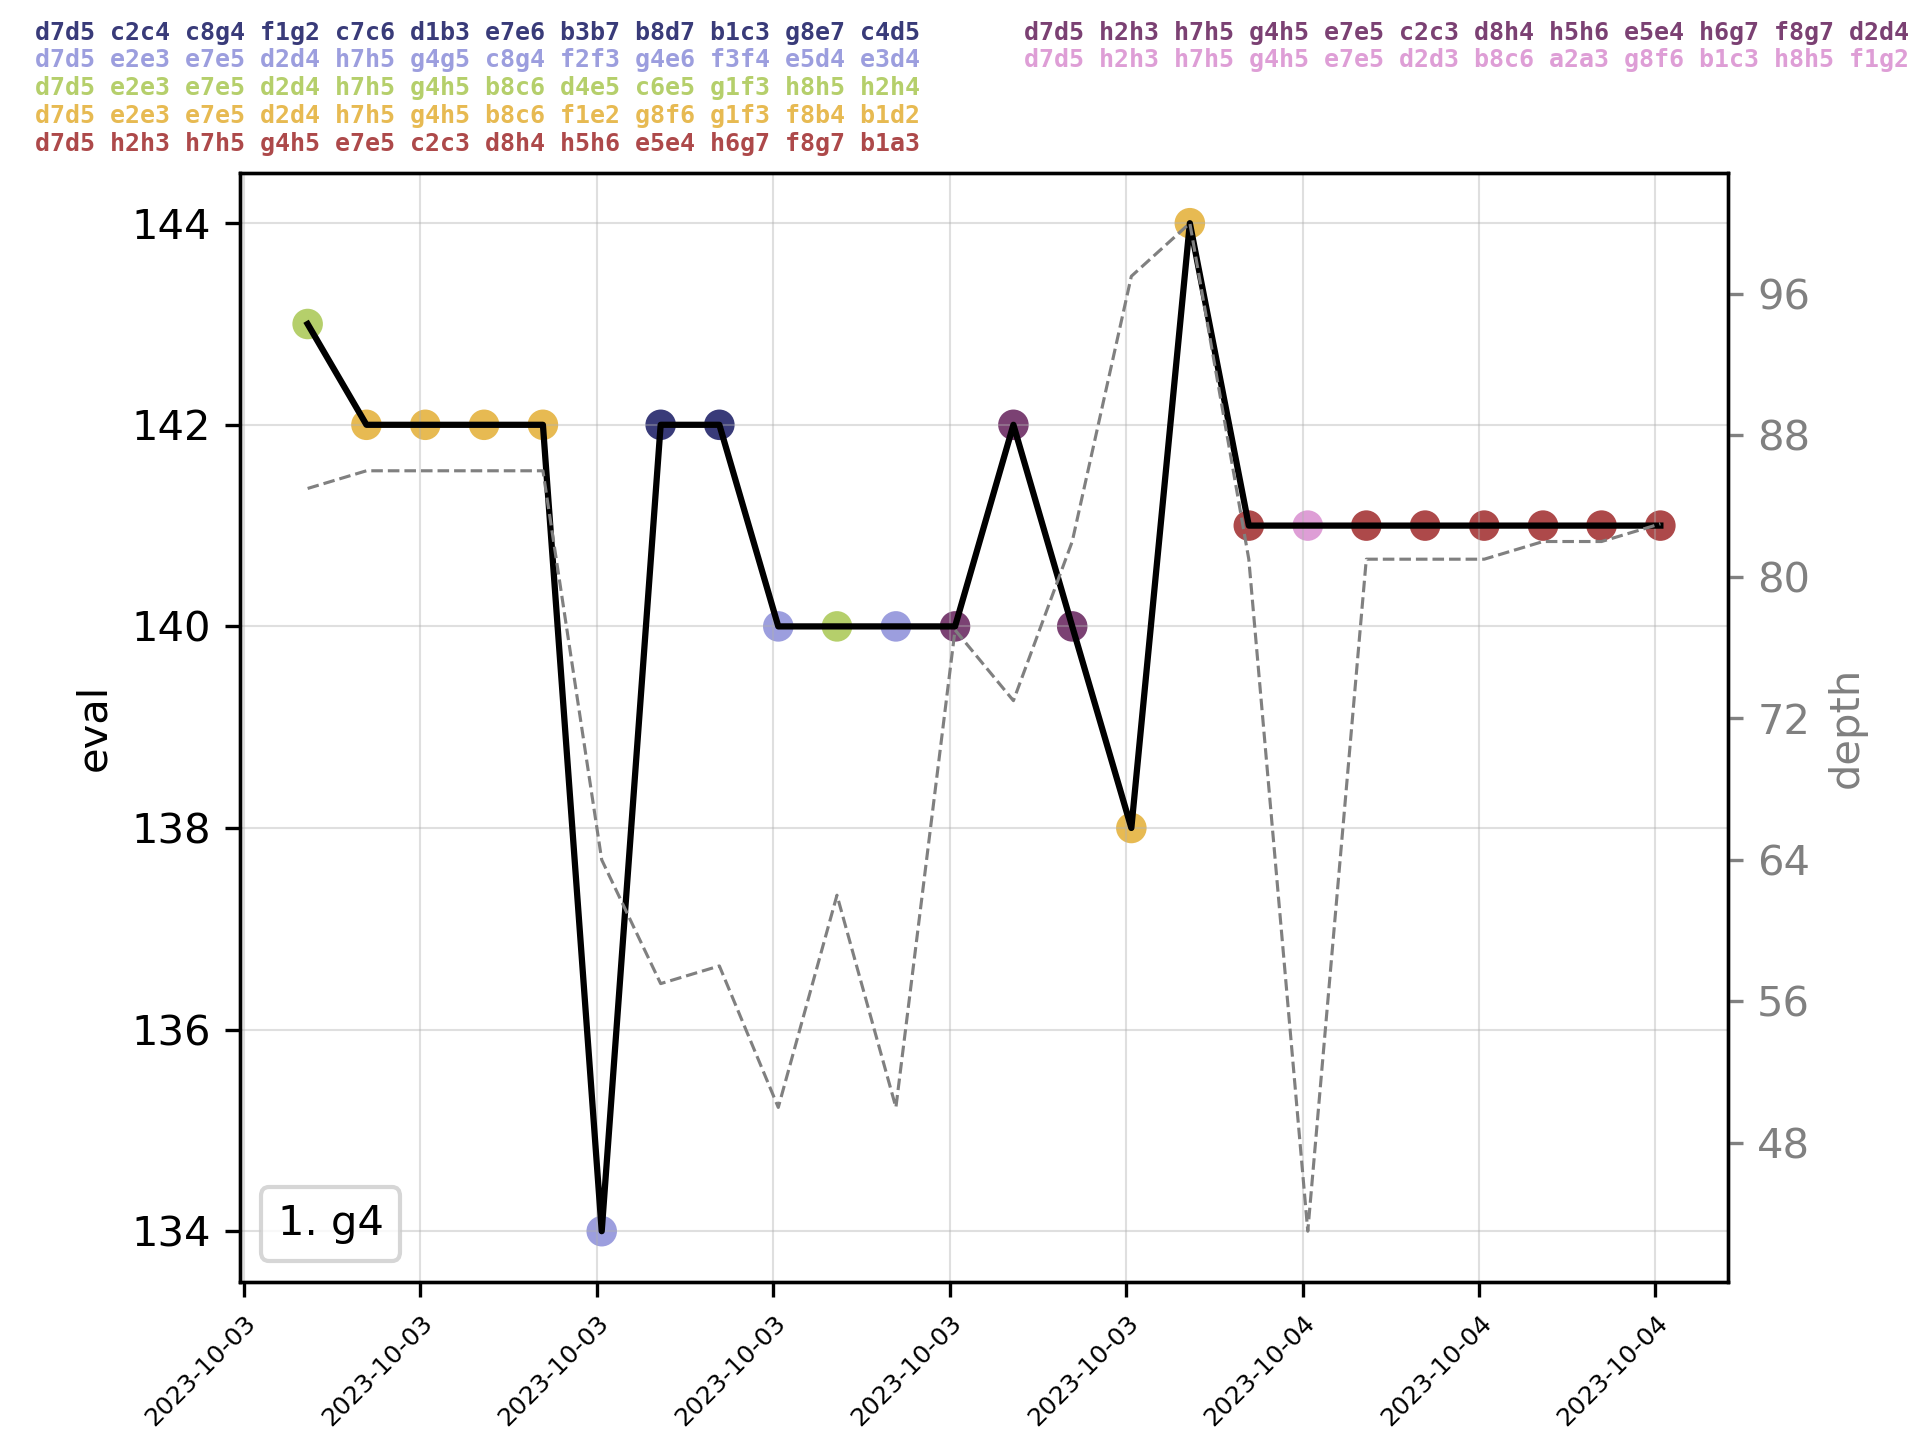 d7d5 c2c4 c8g4 f1g2 c7c6 d1b3 e7e6 b3b7 b8d7 b1c3 g8e7 c4d5
d7d5 e2e3 e7e5 d2d4 h7h5 g4g5 c8g4 f2f3 g4e6 f3f4 e5d4 e3d4
d7d5 e2e3 e7e5 d2d4 h7h5 g4h5 b8c6 d4e5 c6e5 g1f3 h8h5 h2h4
d7d5 e2e3 e7e5 d2d4 h7h5 g4h5 b8c6 f1e2 g8f6 g1f3 f8b4 b1d2
d7d5 h2h3 h7h5 g4h5 e7e5 c2c3 d8h4 h5h6 e5e4 h6g7 f8g7 b1a3
d7d5 h2h3 h7h5 g4h5 e7e5 c2c3 d8h4 h5h6 e5e4 h6g7 f8g7 d2d4
d7d5 h2h3 h7h5 g4h5 e7e5 d2d3 b8c6 a2a3 g8f6 b1c3 h8h5 f1g2
144
142
140
138
136
134
eval
96
88
80
72
64
56
48
depth
1. g4
2023-10-03
2023-10-03
2023-10-03
2023-10-03
2023-10-03
2023-10-03
2023-10-04
2023-10-04
2023-10-04